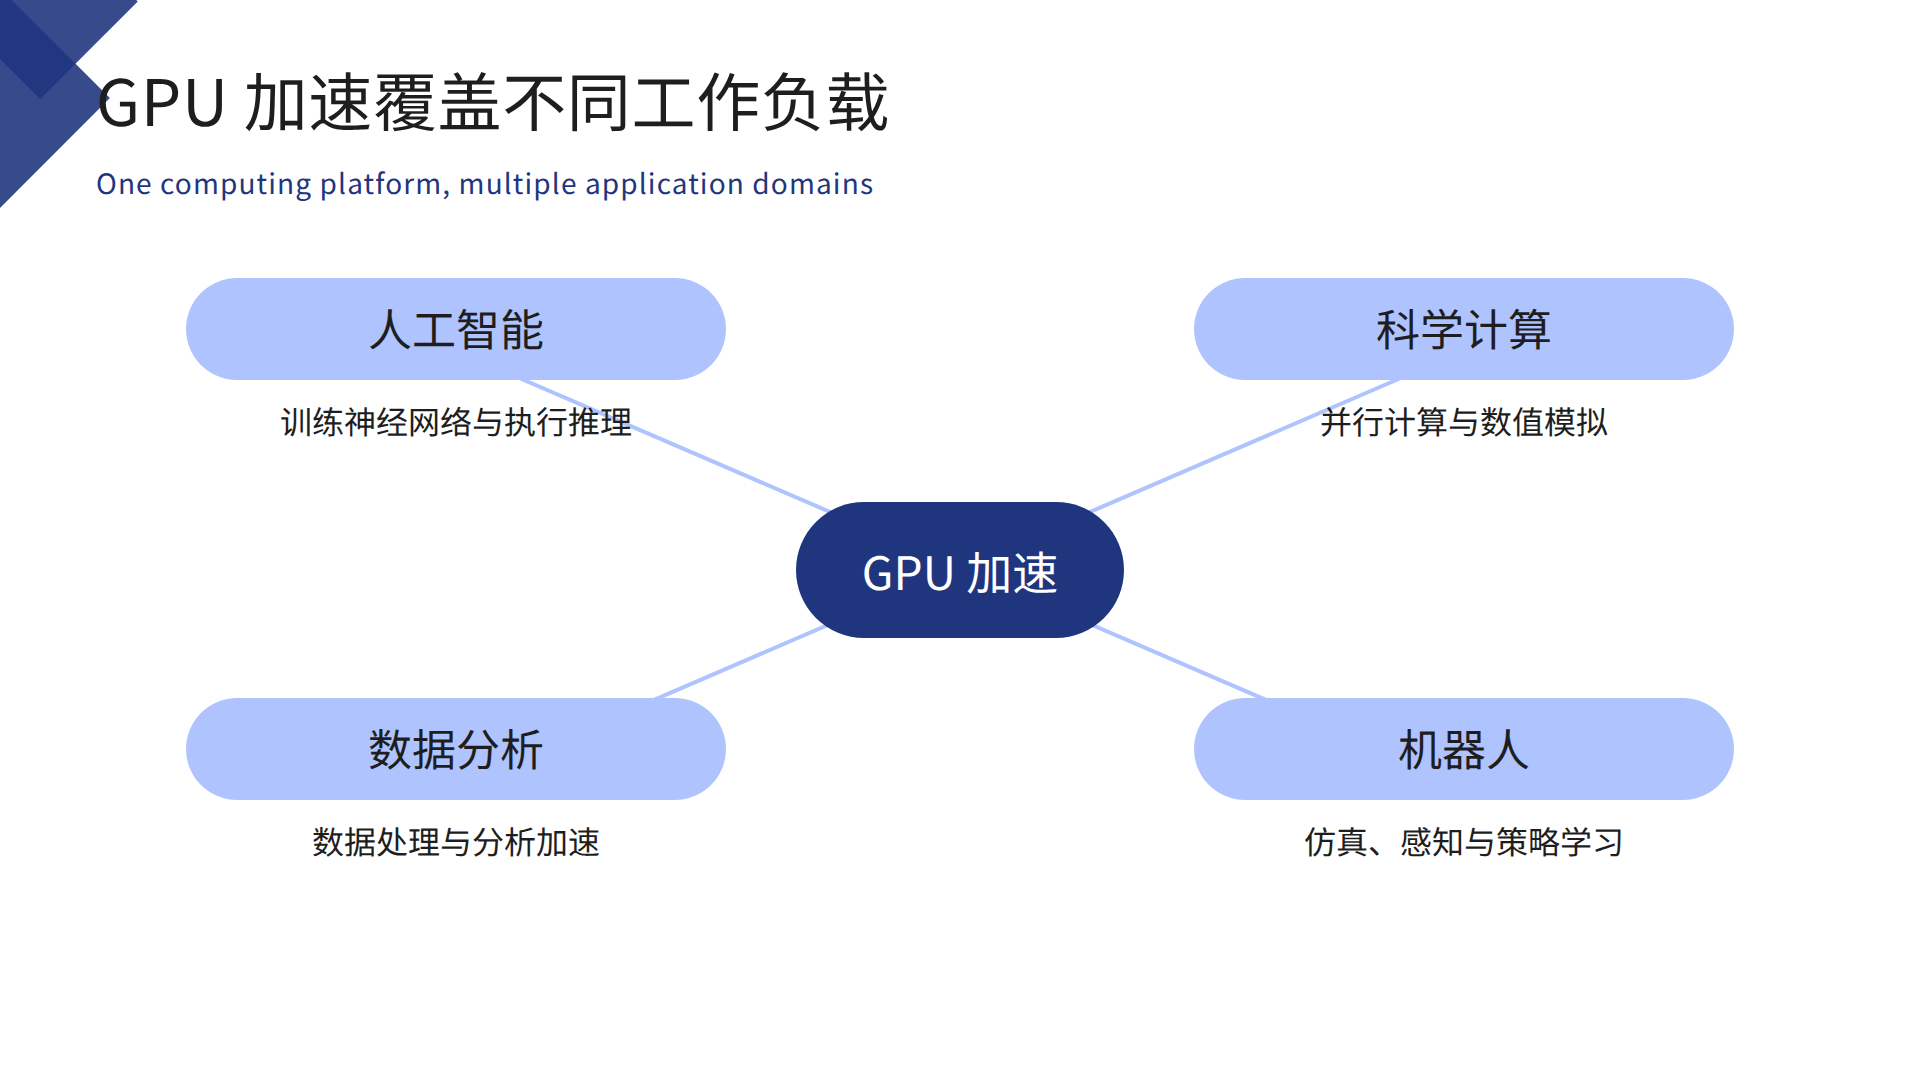 GPU 加速覆盖不同工作负载
One computing platform, multiple application domains
人工智能
训练神经网络与执行推理
科学计算
并行计算与数值模拟
GPU 加速
数据分析
数据处理与分析加速
机器人
仿真、感知与策略学习